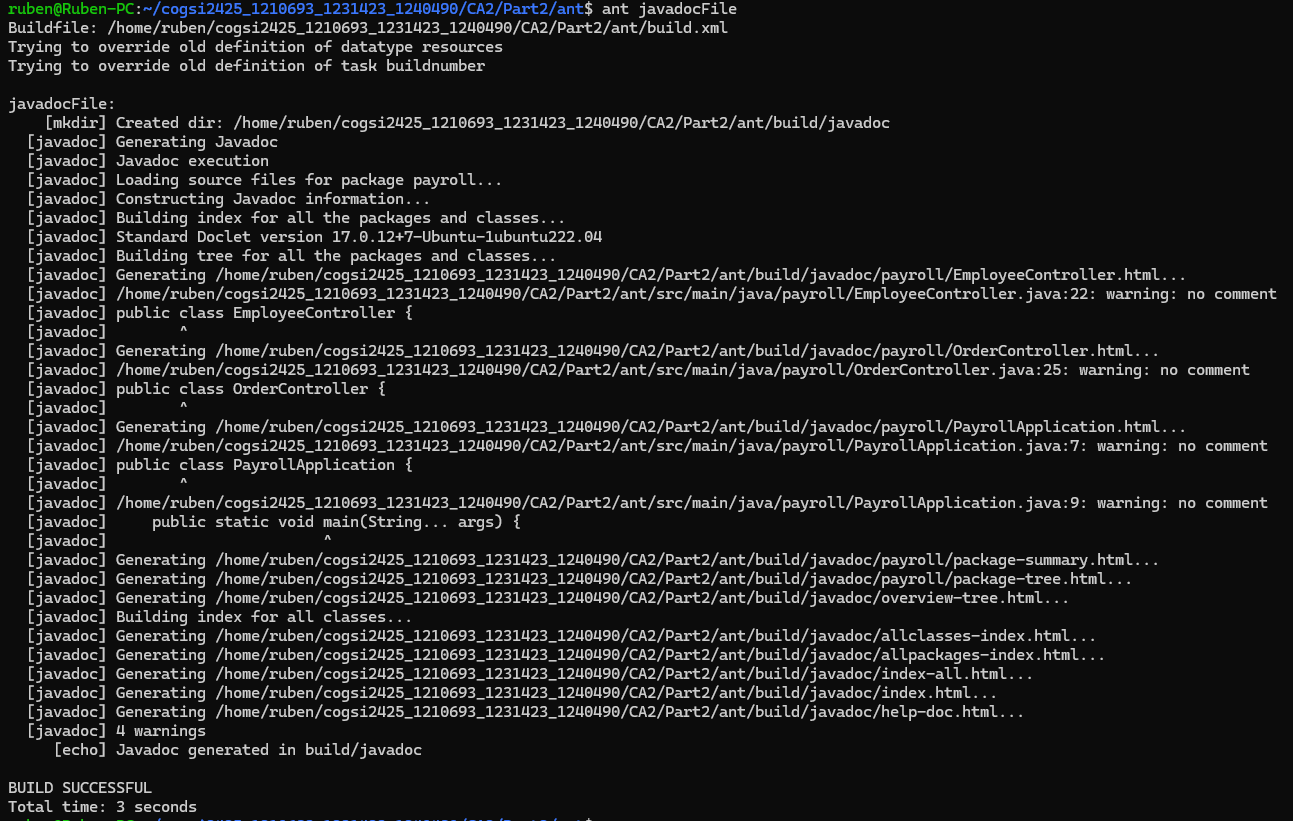 ruben@Ruben-PC:~/cogsi2425_1210693_1231423_1240490/CA2/Part2/ant$ ant javadocFile
Buildfile: /home/ruben/cogsi2425_1210693_1231423_1240490/CA2/Part2/ant/build.xml
Trying to override old definition of datatype resources
Trying to override old definition of task buildnumber

javadocFile:
    [mkdir] Created dir: /home/ruben/cogsi2425_1210693_1231423_1240490/CA2/Part2/ant/build/javadoc
  [javadoc] Generating Javadoc
  [javadoc] Javadoc execution
  [javadoc] Loading source files for package payroll...
  [javadoc] Constructing Javadoc information...
  [javadoc] Building index for all the packages and classes...
  [javadoc] Standard Doclet version 17.0.12+7-Ubuntu-1ubuntu222.04
  [javadoc] Building tree for all the packages and classes...
  [javadoc] Generating /home/ruben/cogsi2425_1210693_1231423_1240490/CA2/Part2/ant/build/javadoc/payroll/EmployeeController.html...
  [javadoc] /home/ruben/cogsi2425_1210693_1231423_1240490/CA2/Part2/ant/src/main/java/payroll/EmployeeController.java:22: warning: no comment
  [javadoc] public class EmployeeController {
  [javadoc]        ^
  [javadoc] Generating /home/ruben/cogsi2425_1210693_1231423_1240490/CA2/Part2/ant/build/javadoc/payroll/OrderController.html...
  [javadoc] /home/ruben/cogsi2425_1210693_1231423_1240490/CA2/Part2/ant/src/main/java/payroll/OrderController.java:25: warning: no comment
  [javadoc] public class OrderController {
  [javadoc]        ^
  [javadoc] Generating /home/ruben/cogsi2425_1210693_1231423_1240490/CA2/Part2/ant/build/javadoc/payroll/PayrollApplication.html...
  [javadoc] /home/ruben/cogsi2425_1210693_1231423_1240490/CA2/Part2/ant/src/main/java/payroll/PayrollApplication.java:7: warning: no comment
  [javadoc] public class PayrollApplication {
  [javadoc]        ^
  [javadoc] /home/ruben/cogsi2425_1210693_1231423_1240490/CA2/Part2/ant/src/main/java/payroll/PayrollApplication.java:9: warning: no comment
  [javadoc]     public static void main(String... args) {
  [javadoc]                        ^
  [javadoc] Generating /home/ruben/cogsi2425_1210693_1231423_1240490/CA2/Part2/ant/build/javadoc/payroll/package-summary.html...
  [javadoc] Generating /home/ruben/cogsi2425_1210693_1231423_1240490/CA2/Part2/ant/build/javadoc/payroll/package-tree.html...
  [javadoc] Generating /home/ruben/cogsi2425_1210693_1231423_1240490/CA2/Part2/ant/build/javadoc/overview-tree.html...
  [javadoc] Building index for all classes...
  [javadoc] Generating /home/ruben/cogsi2425_1210693_1231423_1240490/CA2/Part2/ant/build/javadoc/allclasses-index.html...
  [javadoc] Generating /home/ruben/cogsi2425_1210693_1231423_1240490/CA2/Part2/ant/build/javadoc/allpackages-index.html...
  [javadoc] Generating /home/ruben/cogsi2425_1210693_1231423_1240490/CA2/Part2/ant/build/javadoc/index-all.html...
  [javadoc] Generating /home/ruben/cogsi2425_1210693_1231423_1240490/CA2/Part2/ant/build/javadoc/index.html...
  [javadoc] Generating /home/ruben/cogsi2425_1210693_1231423_1240490/CA2/Part2/ant/build/javadoc/help-doc.html...
  [javadoc] 4 warnings
     [echo] Javadoc generated in build/javadoc

BUILD SUCCESSFUL
Total time: 3 seconds